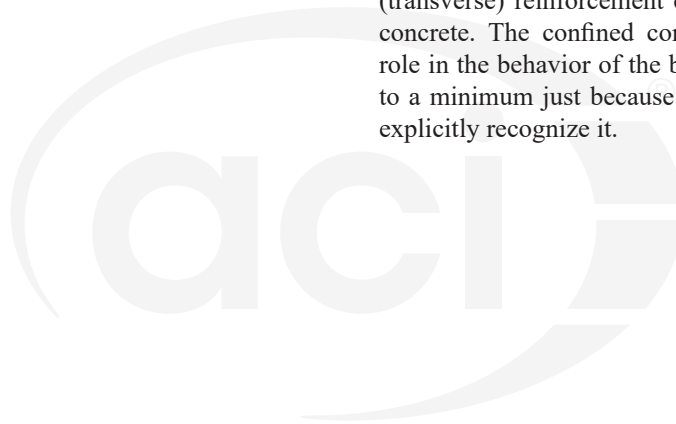 (transverse) reinforcement
concrete. The confined
role in the behavior of the
to a minimum just because
explicitly recognize it.
aci
®